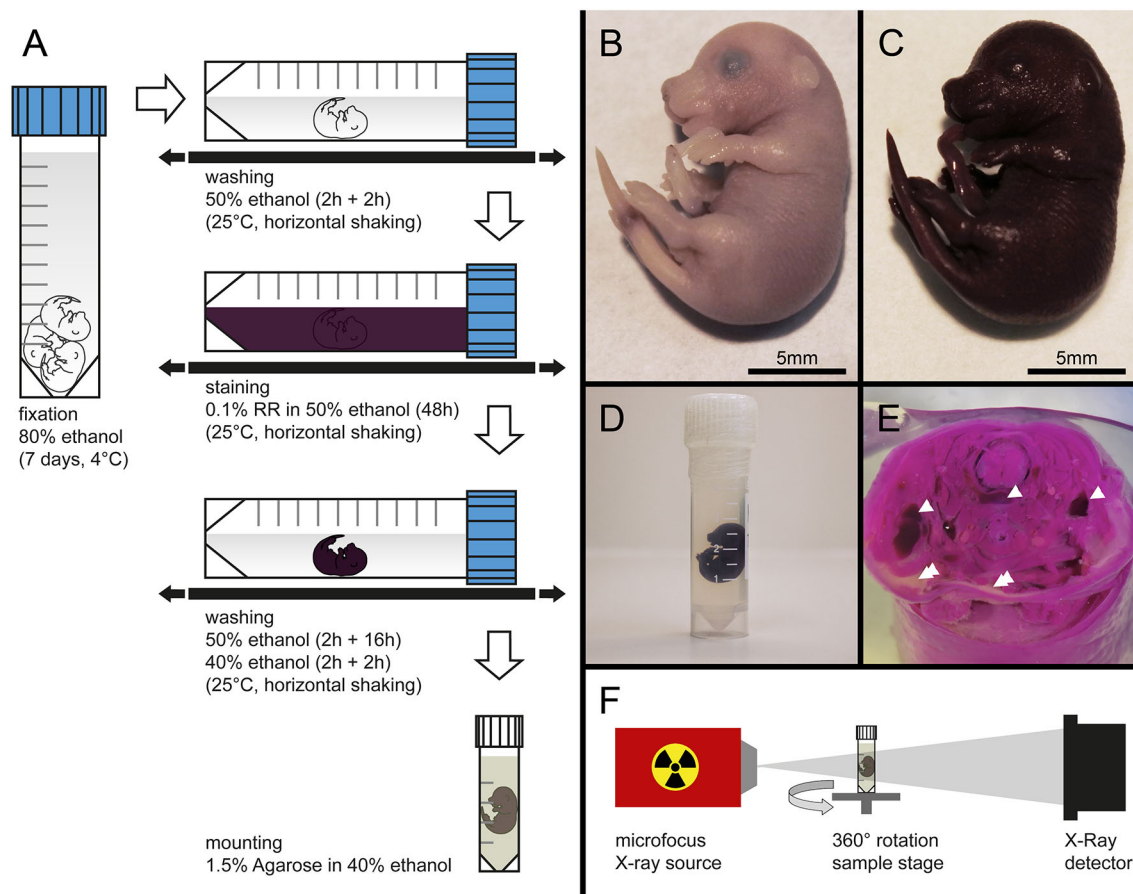 A
fixation
80% ethanol
(7 days, 4°C)
washing
50% ethanol (2h + 2h)
(25°C, horizontal shaking)
staining
0.1% RR in 50% ethanol (48h)
(25°C, horizontal shaking)
washing
50% ethanol (2h + 16h)
40% ethanol (2h + 2h)
(25°C, horizontal shaking)
mounting
1.5% Agarose in 40% ethanol
B
5mm
C
5mm
D
2
1
E
F
microfocus
X-ray source
360° rotation
sample stage
X-Ray
detector